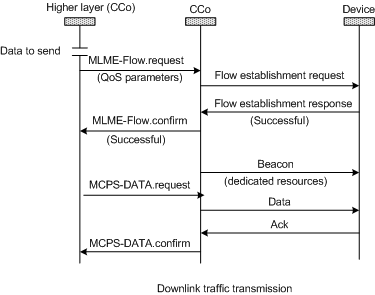 Higher layer (CCo)
CCo
Device
Data to send
MLME-Flow.request
(QoS parameters)
Flow establishment request
Flow establishment response
(Successful)
MLME-Flow.confirm
(Successful)
Beacon
(dedicated resources)
MCPS-DATA.request
Data
Ack
MCPS-DATA.confirm
Downlink traffic transmission